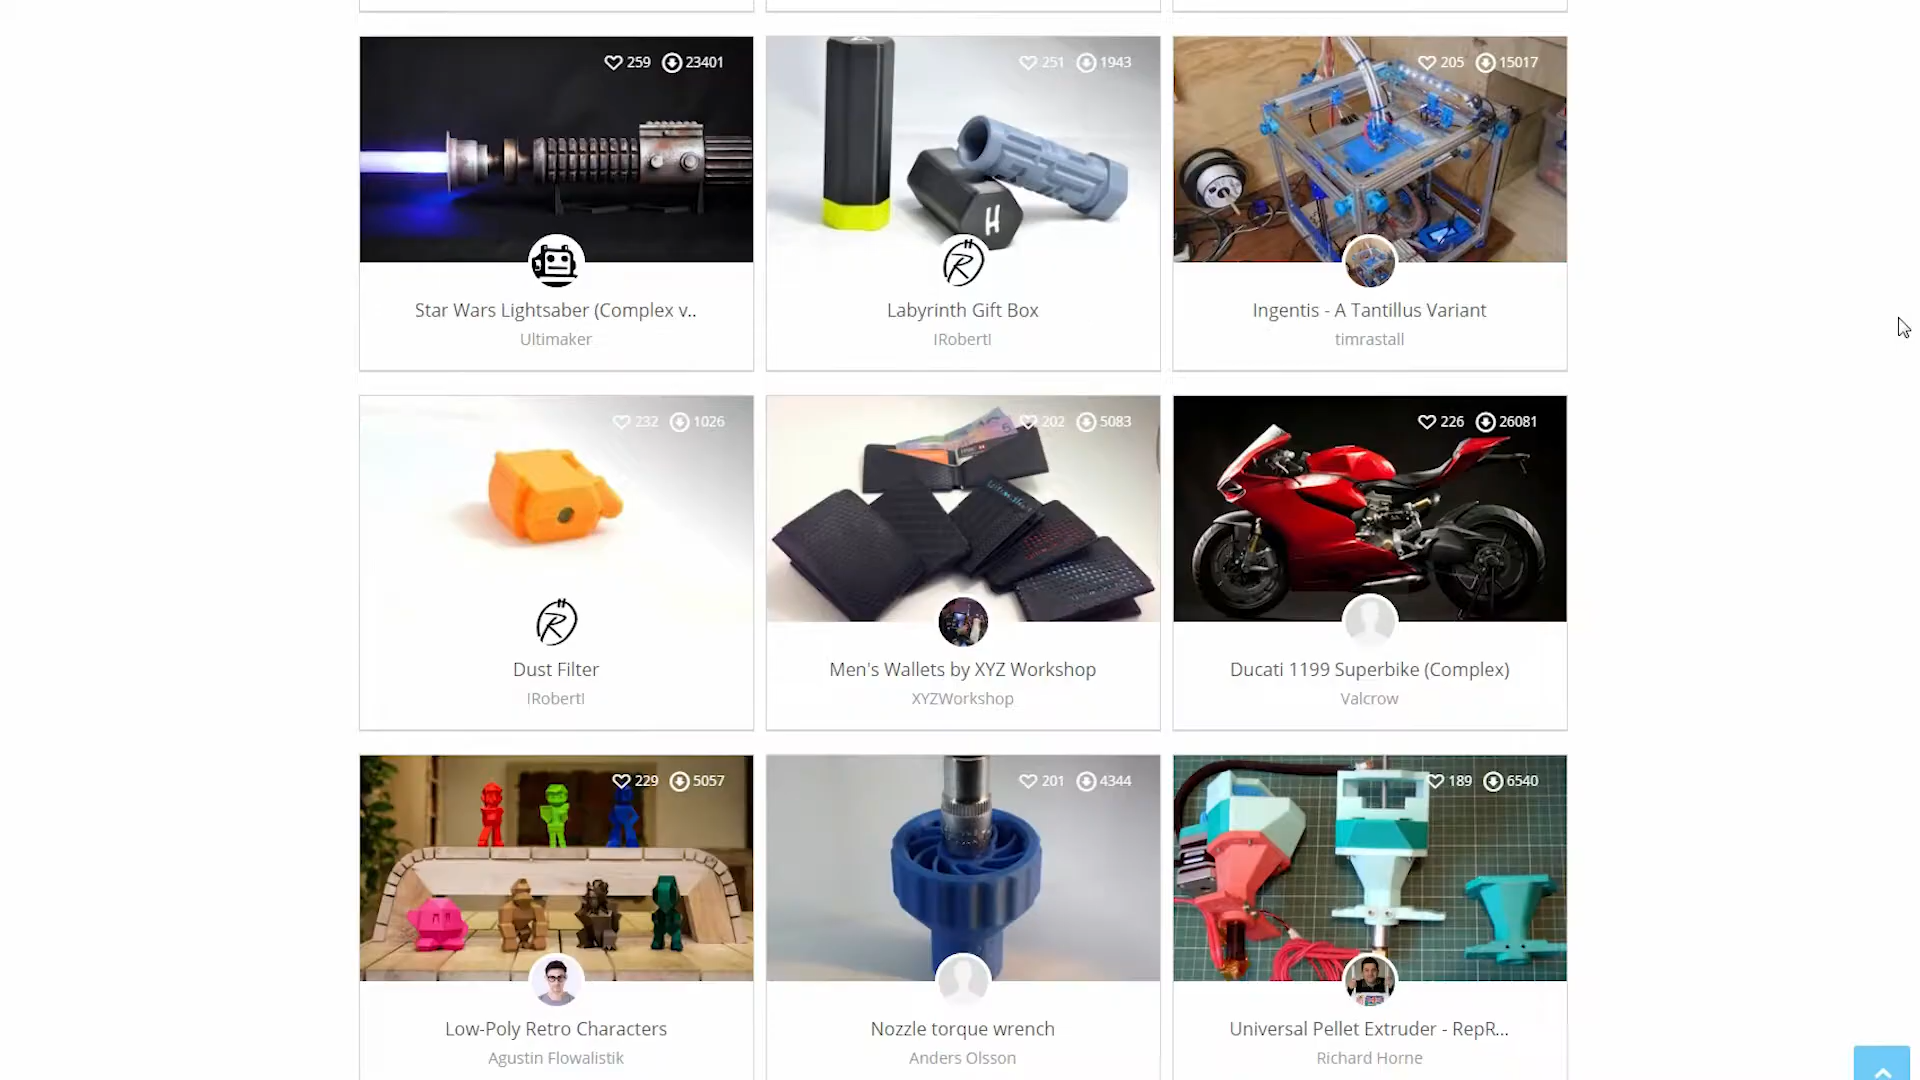 259 23401
251 1943
205 15017
Star Wars Lightsaber (Complex v..
Ultimaker
Labyrinth Gift Box
IRobertI
Ingentis - A Tantillus Variant
timrastall
232 1026
202 5083
226 26081
Dust Filter
IRobertI
Men's Wallets by XYZ Workshop
XYZWorkshop
Ducati 1199 Superbike (Complex)
Valcrow
229 5057
201 4344
189 6540
Low-Poly Retro Characters
Agustin Flowalistik
Nozzle torque wrench
Anders Olsson
Universal Pellet Extruder - RepR...
Richard Horne